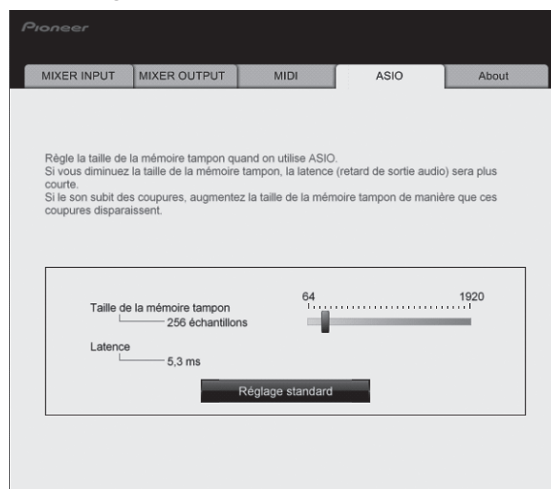 Pioneer
MIXER INPUT MIXER OUTPUT MIDI ASIO About
Règle la taille de la mémoire tampon quand on utilise ASIO.
Si vous diminuez la taille de la mémoire tampon, la latence (retard de sortie audio) sera plus
courte.
Si le son subit des coupures, augmentez la taille de la mémoire tampon de manière que ces
coupures disparaissent.
64 1920
Taille de la mémoire tampon
256 échantillons
Latence
5,3 ms
Réglage standard